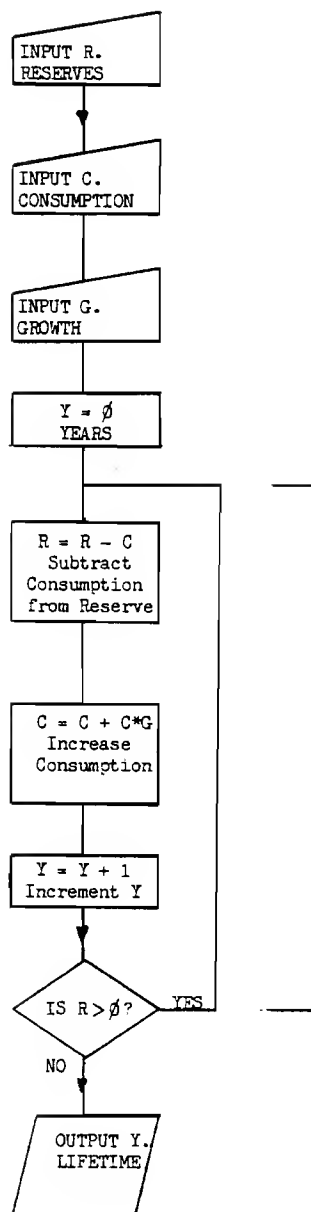 INPUT R.
RESERVES
INPUT C.
CONSUMPTION
INPUT G.
GROWTH
Y = Ø
YEARS
R = R - C
Subtract
Consumption
from Reserve
C = C + C*G
Increase
Consumption
Y = Y + 1
Increment Y
IS R > Ø?
YES
NO
OUTPUT Y.
LIFETIME